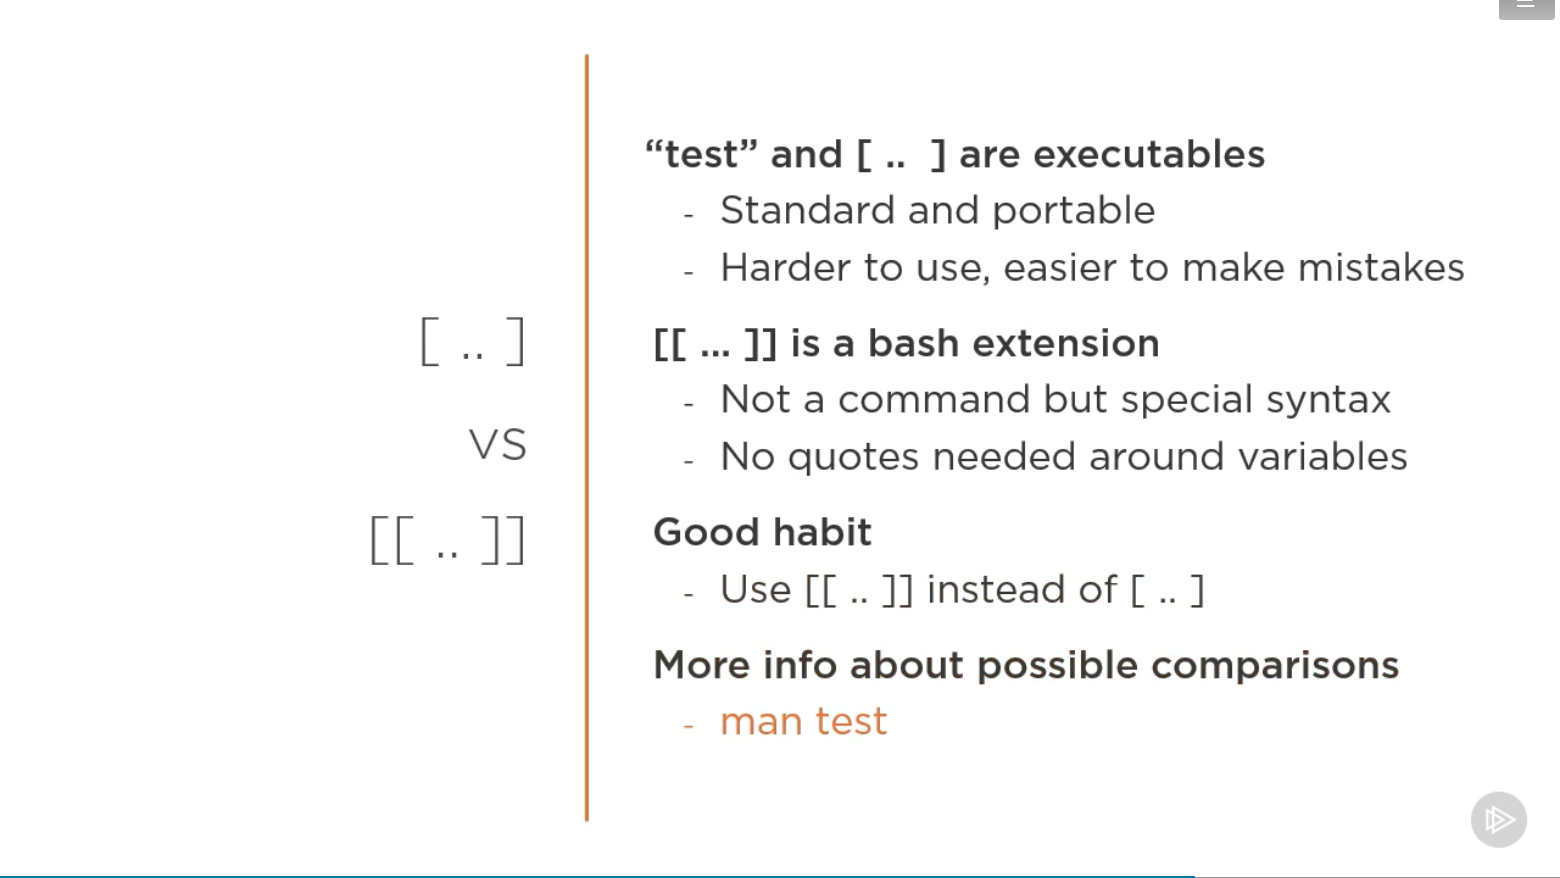 [ .. ]
vs
[[ .. ]]
“test” and [ ..  ] are executables
- Standard and portable
- Harder to use, easier to make mistakes
[[ ... ]] is a bash extension
- Not a command but special syntax
- No quotes needed around variables
Good habit
- Use [[ .. ]] instead of [ .. ]
More info about possible comparisons
- man test